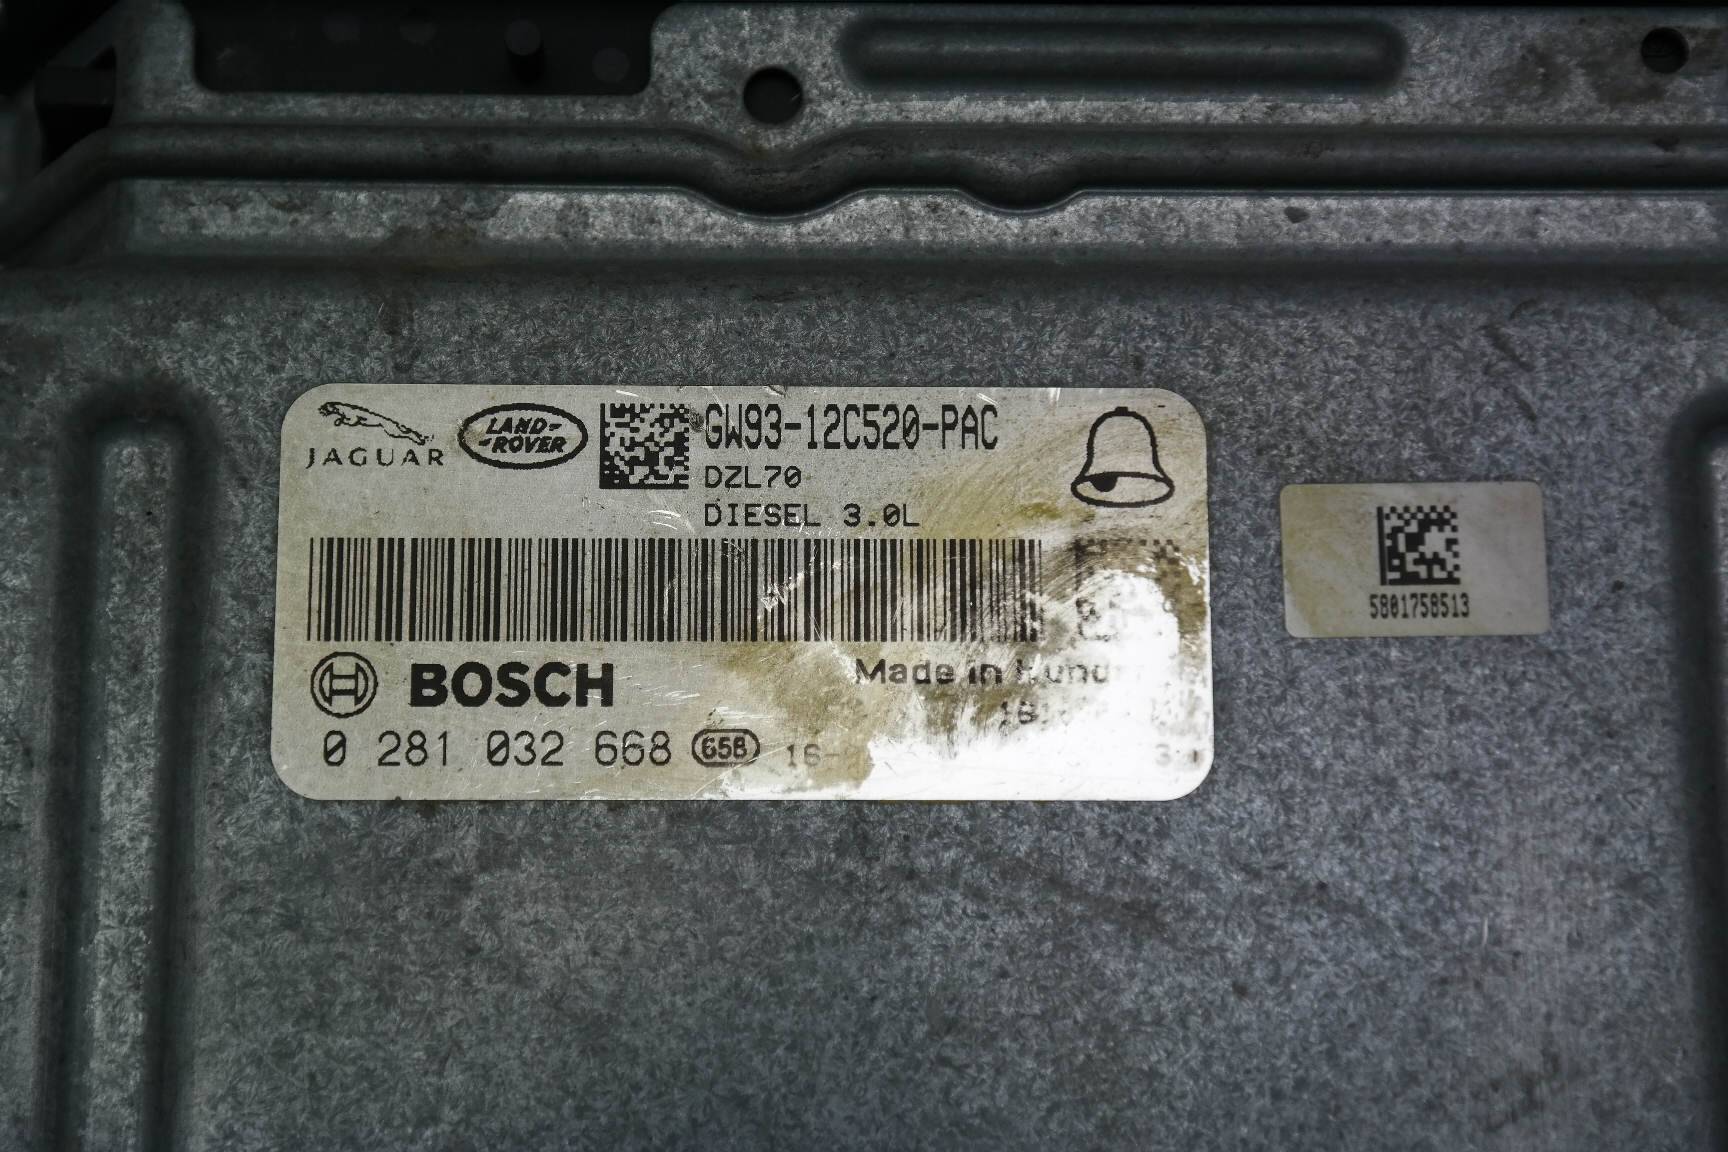 JAGUAR
LAND-
-ROVER
GW93-12C520-PAC
DZL70
DIESEL 3.0L
BOSCH
Made in
0 281 032 668 658 16-
5801758513